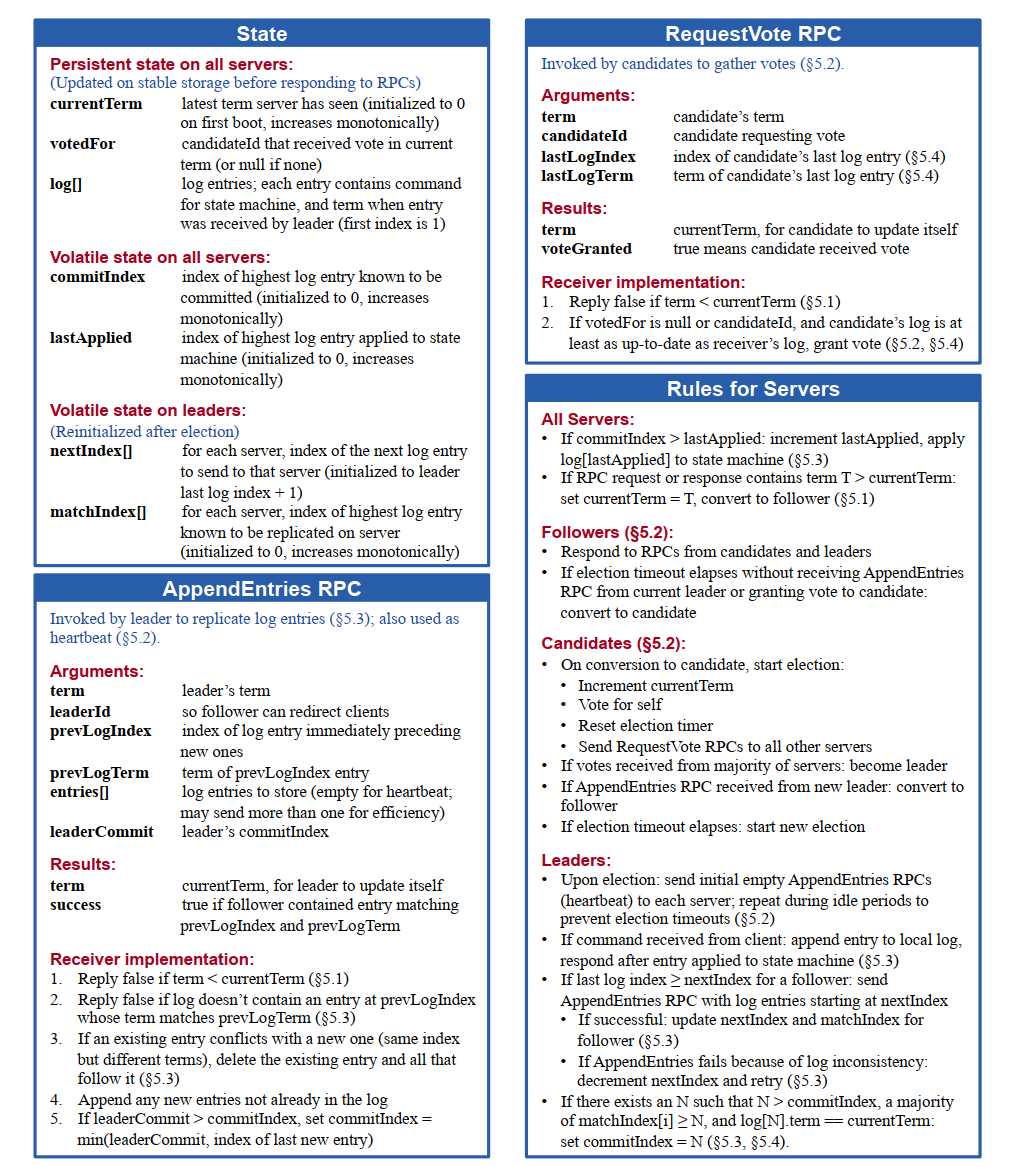 State
Persistent state on all servers:
(Updated on stable storage before responding to RPCs)
currentTerm latest term server has seen (initialized to 0
on first boot, increases monotonically)
votedFor candidateId that received vote in current
term (or null if none)
log[] log entries; each entry contains command
for state machine, and term when entry
was received by leader (first index is 1)
Volatile state on all servers:
commitIndex index of highest log entry known to be
committed (initialized to 0, increases
monotonically)
lastApplied index of highest log entry applied to state
machine (initialized to 0, increases
monotonically)
Volatile state on leaders:
(Reinitialized after election)
nextIndex[] for each server, index of the next log entry
to send to that server (initialized to leader
last log index + 1)
matchIndex[] for each server, index of highest log entry
known to be replicated on server
(initialized to 0, increases monotonically)
AppendEntries RPC
Invoked by leader to replicate log entries (§5.3); also used as
heartbeat (§5.2).
Arguments:
term leader’s term
leaderId so follower can redirect clients
prevLogIndex index of log entry immediately preceding
new ones
prevLogTerm term of prevLogIndex entry
entries[] log entries to store (empty for heartbeat;
may send more than one for efficiency)
leaderCommit leader’s commitIndex
Results:
term currentTerm, for leader to update itself
success true if follower contained entry matching
prevLogIndex and prevLogTerm
Receiver implementation:
1. Reply false if term < currentTerm (§5.1)
2. Reply false if log doesn’t contain an entry at prevLogIndex
whose term matches prevLogTerm (§5.3)
3. If an existing entry conflicts with a new one (same index
but different terms), delete the existing entry and all that
follow it (§5.3)
4. Append any new entries not already in the log
5. If leaderCommit > commitIndex, set commitIndex =
min(leaderCommit, index of last new entry)
RequestVote RPC
Invoked by candidates to gather votes (§5.2).
Arguments:
term candidate’s term
candidateId candidate requesting vote
lastLogIndex index of candidate’s last log entry (§5.4)
lastLogTerm term of candidate’s last log entry (§5.4)
Results:
term currentTerm, for candidate to update itself
voteGranted true means candidate received vote
Receiver implementation:
1. Reply false if term < currentTerm (§5.1)
2. If votedFor is null or candidateId, and candidate’s log is at
least as up-to-date as receiver’s log, grant vote (§5.2, §5.4)
Rules for Servers
All Servers:
• If commitIndex > lastApplied: increment lastApplied, apply
log[lastApplied] to state machine (§5.3)
• If RPC request or response contains term T > currentTerm:
set currentTerm = T, convert to follower (§5.1)
Followers (§5.2):
• Respond to RPCs from candidates and leaders
• If election timeout elapses without receiving AppendEntries
RPC from current leader or granting vote to candidate:
convert to candidate
Candidates (§5.2):
• On conversion to candidate, start election:
• Increment currentTerm
• Vote for self
• Reset election timer
• Send RequestVote RPCs to all other servers
• If votes received from majority of servers: become leader
• If AppendEntries RPC received from new leader: convert to
follower
• If election timeout elapses: start new election
Leaders:
• Upon election: send initial empty AppendEntries RPCs
(heartbeat) to each server; repeat during idle periods to
prevent election timeouts (§5.2)
• If command received from client: append entry to local log,
respond after entry applied to state machine (§5.3)
• If last log index ≥ nextIndex for a follower: send
AppendEntries RPC with log entries starting at nextIndex
• If successful: update nextIndex and matchIndex for
follower (§5.3)
• If AppendEntries fails because of log inconsistency:
decrement nextIndex and retry (§5.3)
• If there exists an N such that N > commitIndex, a majority
of matchIndex[i] ≥ N, and log[N].term == currentTerm:
set commitIndex = N (§5.3, §5.4).